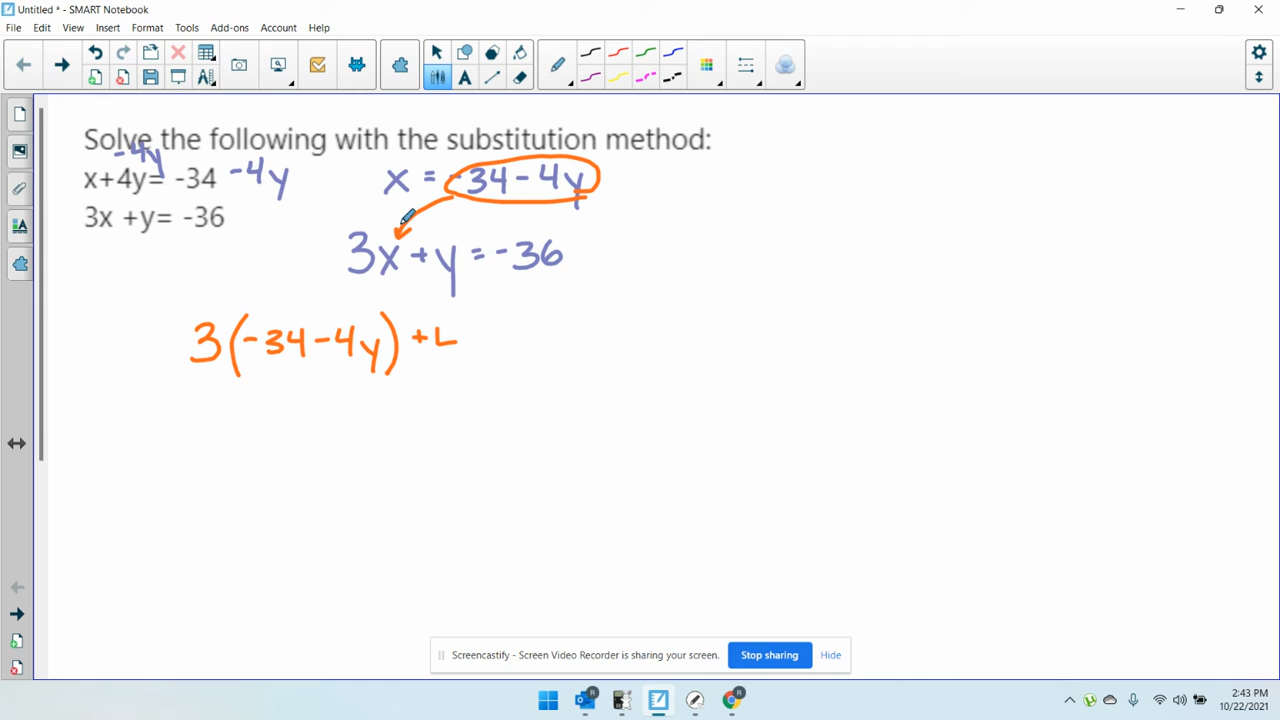 Untitled * - SMART Notebook
File Edit View Insert Format Tools Add-ons Account Help
Solve the following with the substitution method:
-4y
x+4y= -34 -4y
x = -34-4y
3x +y= -36
3x+y=-36
3(-34-4y)+
Screencastify - Screen Video Recorder is sharing your screen. Stop sharing Hide
2:43 PM
10/22/2021